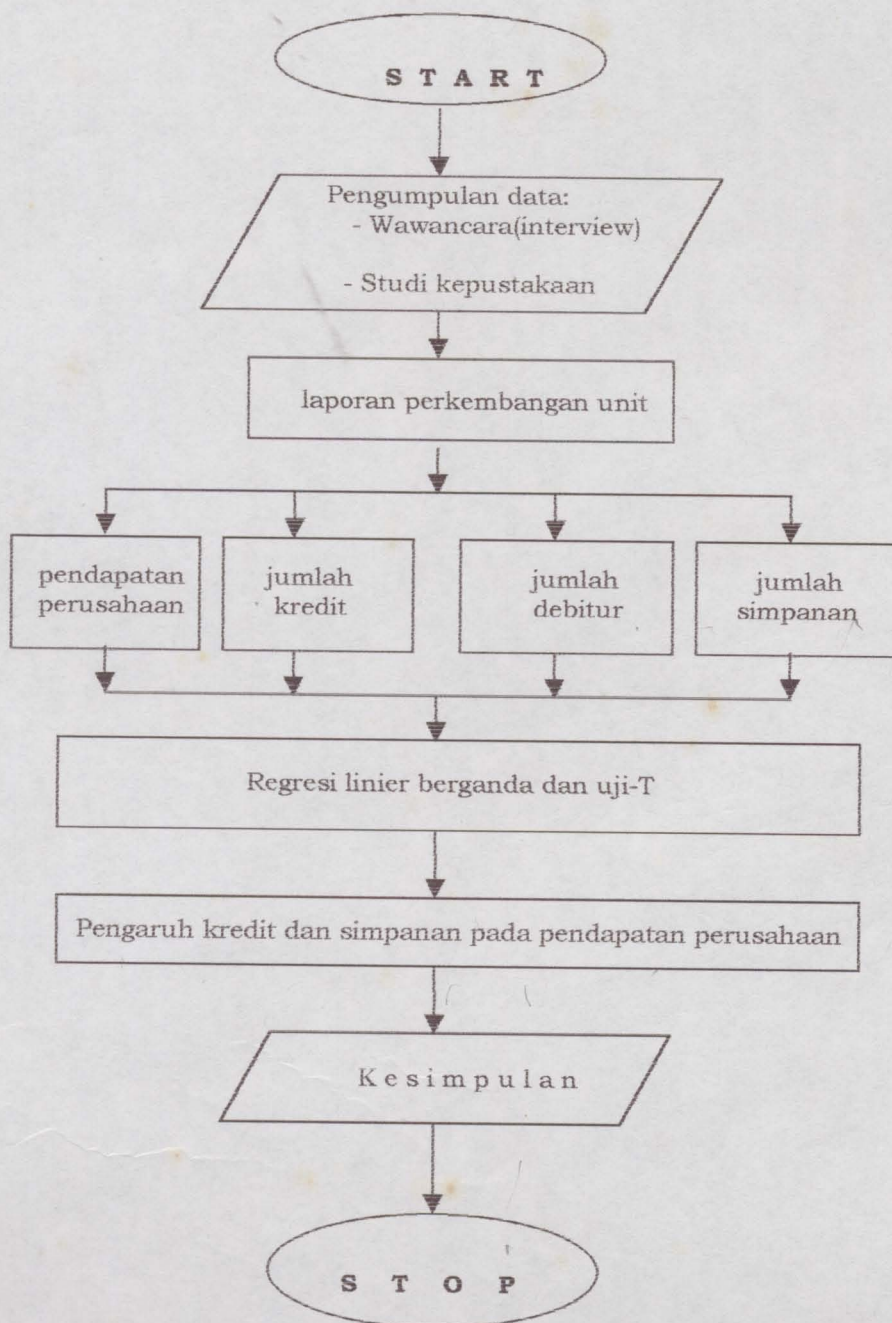 S T A R T
Pengumpulan data:
- Wawancara(interview)
- Studi kepustakaan
laporan perkembangan unit
pendapatan
perusahaan
jumlah
kredit
jumlah
debitur
jumlah
simpanan
Regresi linier berganda dan uji-T
Pengaruh kredit dan simpanan pada pendapatan perusahaan
K e s i m p u l a n
S T O P